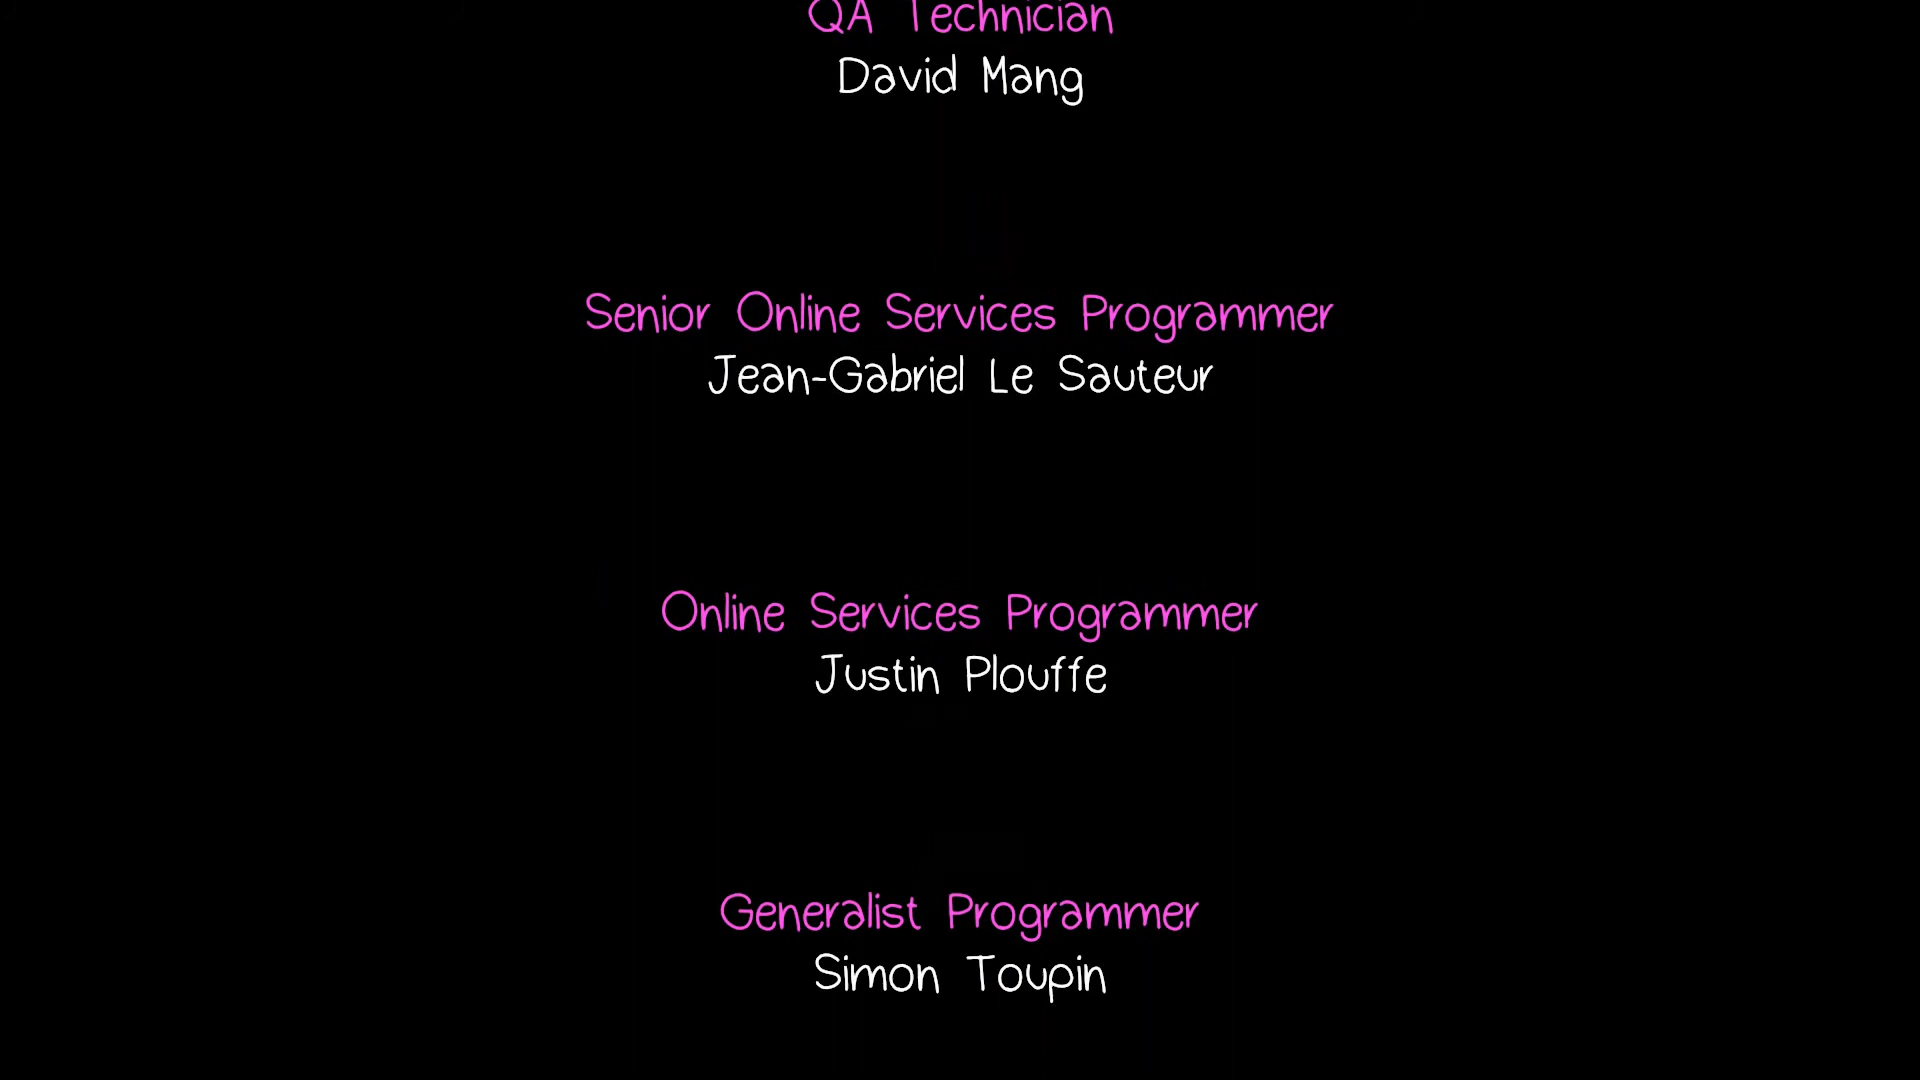 QA Technician
David Mang
Senior Online Services Programmer
Jean-Gabriel Le Sauteur
Online Services Programmer
Justin Plouffe
Generalist Programmer
Simon Toupin